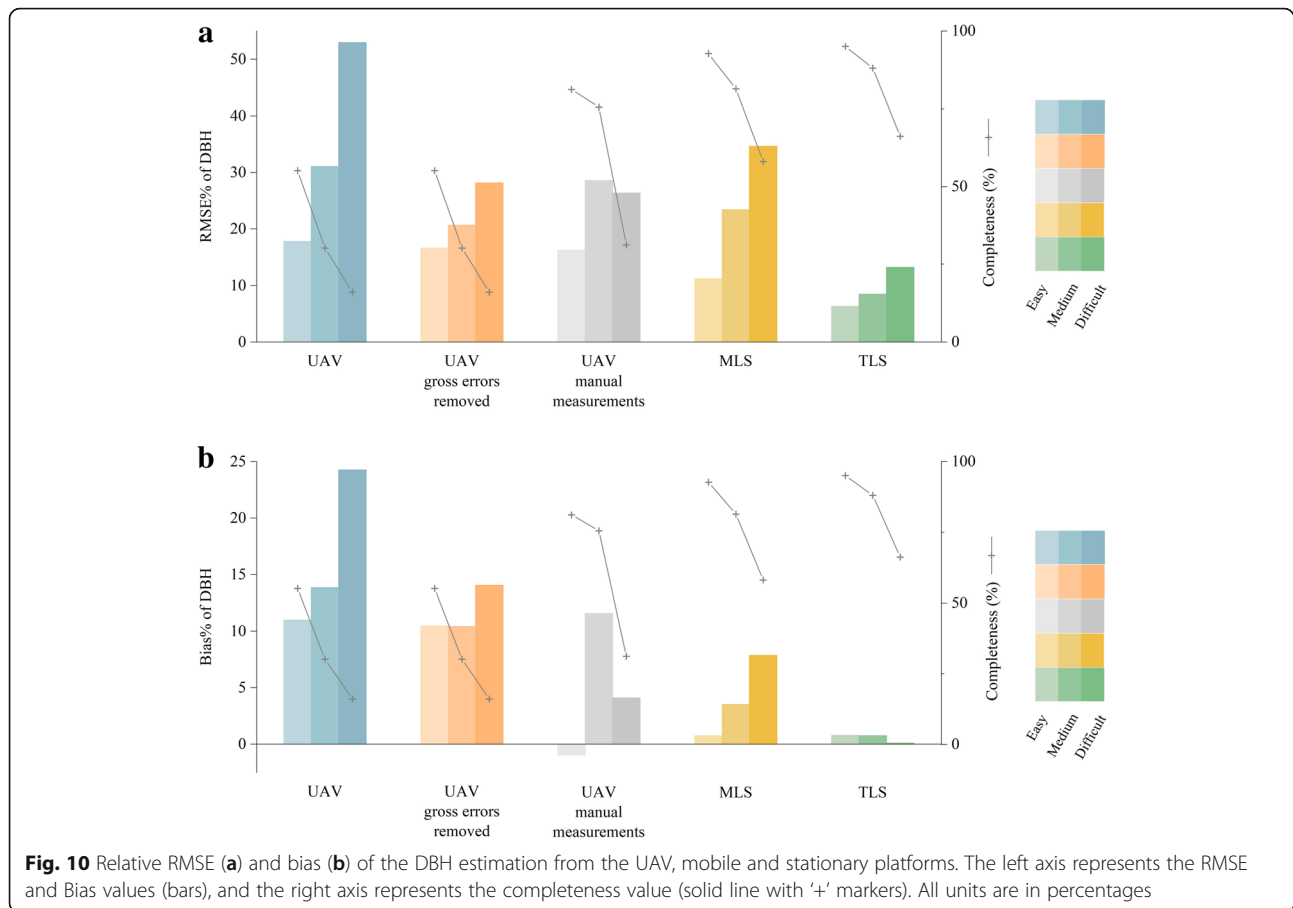 a
50
40
30
20
10
0
RMSE% of DBH
100
50
0
Completeness (%)
Easy
Medium
Difficult
UAV
UAV
gross errors
removed
UAV
manual
measurements
MLS
TLS
b
25
20
15
10
5
0
Bias% of DBH
100
50
0
Completeness (%)
Easy
Medium
Difficult
UAV
UAV
gross errors
removed
UAV
manual
measurements
MLS
TLS
Fig. 10 Relative RMSE (a) and bias (b) of the DBH estimation from the UAV, mobile and stationary platforms. The left axis represents the RMSE
and Bias values (bars), and the right axis represents the completeness value (solid line with ‘+’ markers). All units are in percentages